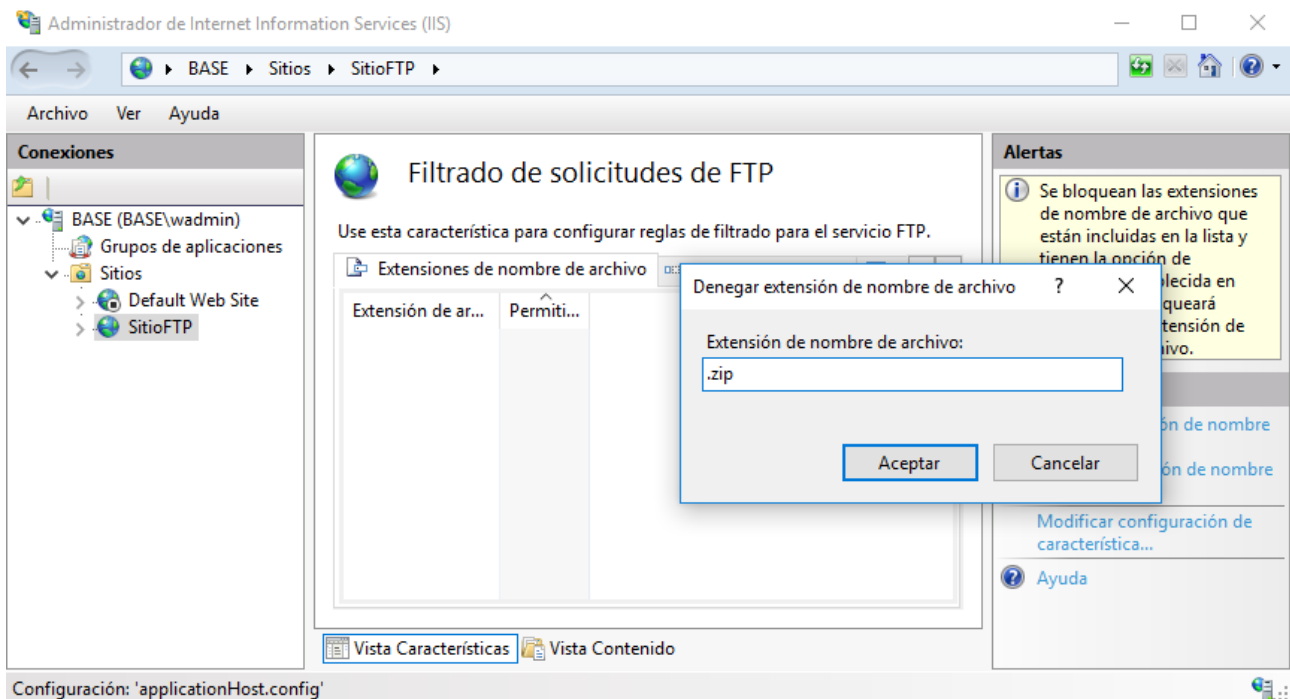 Administrador de Internet Information Services (IIS)
BASE Sitios SitioFTP
Archivo Ver Ayuda
Conexiones
BASE (BASE\wadmin)
Grupos de aplicaciones
Sitios
Default Web Site
SitioFTP
Filtrado de solicitudes de FTP
Use esta característica para configurar reglas de filtrado para el servicio FTP.
Extensiones de nombre de archivo
Extensión de ar... Permiti...
Denegar extensión de nombre de archivo ?
Extensión de nombre de archivo:
.zip
Aceptar Cancelar
Vista Características Vista Contenido
Alertas
Se bloquean las extensiones
de nombre de archivo que
están incluidas en la lista y
tienen la opción de
de nombre
de nombre
Modificar configuración de
característica...
Ayuda
Configuración: 'applicationHost.config'